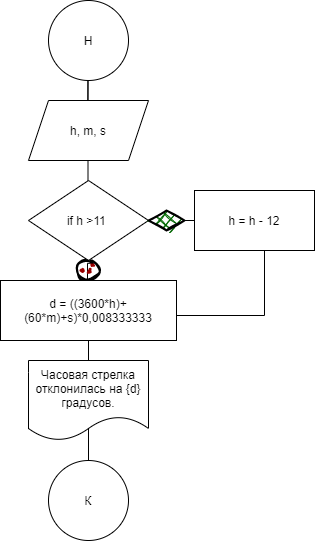 Н
h, m, s
if h >11
h = h - 12
d = ((3600*h)+
(60*m)+s)*0,008333333
Часовая стрелка
отклонилась на {d}
градусов.
К